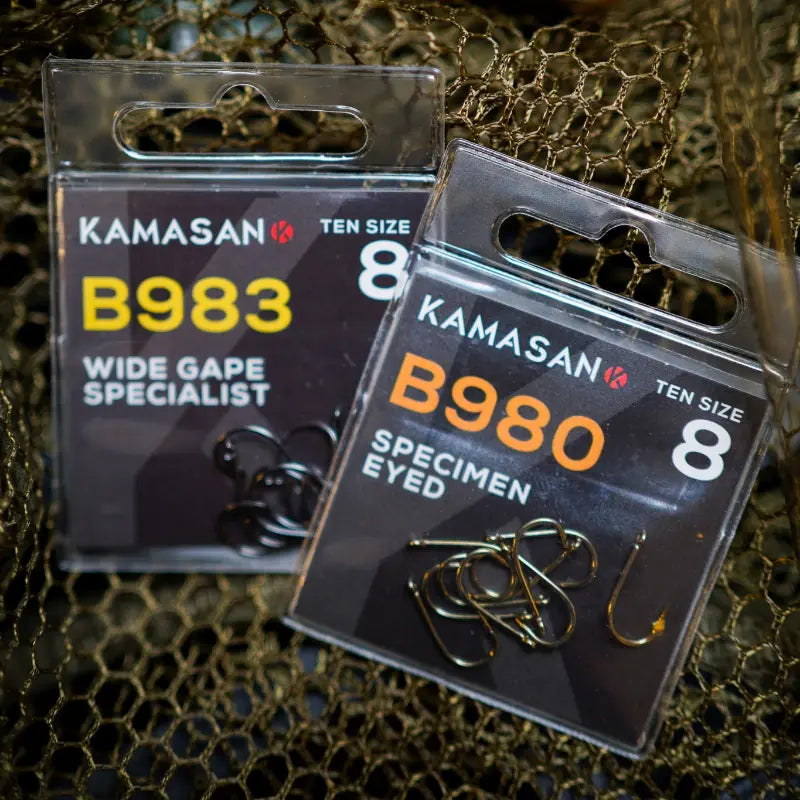 KAMASAN
TEN SIZE
8
B983
WIDE GAPE
SPECIALIST
KAMASAN
TEN SIZE
8
B980
SPECIMEN
EYED